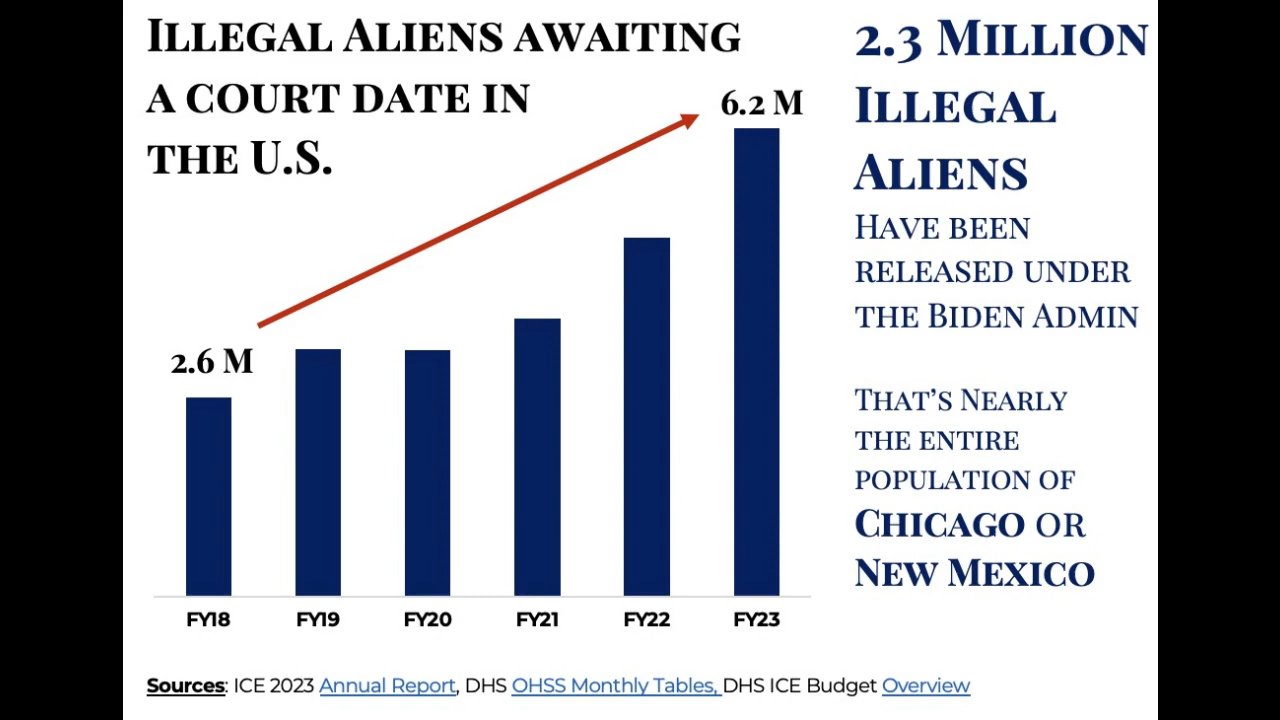 Illegal Aliens awaiting
a court date in
the U.S.
6.2 M
2.6 M
FY18 FY19 FY20 FY21 FY22 FY23
2.3 Million
Illegal
Aliens
Have been
released under
the Biden Admin
That's Nearly
the entire
population of
Chicago or
New Mexico
Sources: ICE 2023 Annual Report, DHS OHSS Monthly Tables, DHS ICE Budget Overview